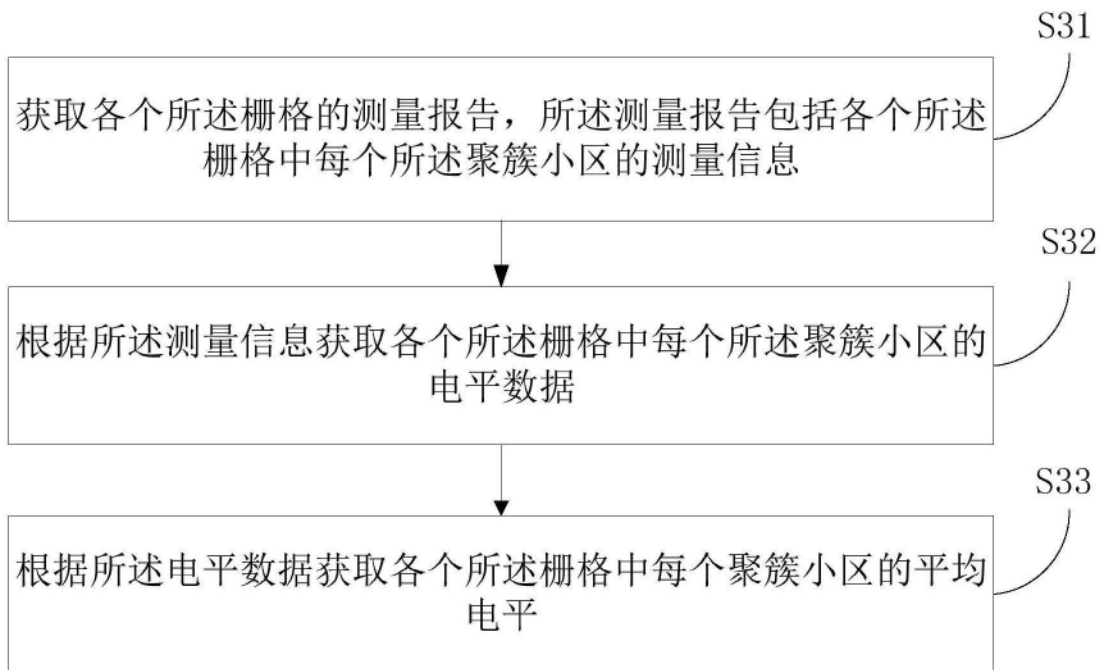 S31
获取各个所述栅格的测量报告，所述测量报告包括各个所述
栅格中每个所述聚簇小区的测量信息
S32
根据所述测量信息获取各个所述栅格中每个所述聚簇小区的
电平数据
S33
根据所述电平数据获取各个所述栅格中每个聚簇小区的平均
电平